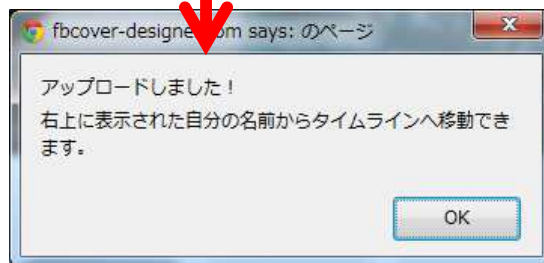 fbcover-designe om says: のページ
アップロードしました！
右上に表示された自分の名前からタイムラインへ移動でき
ます。
OK